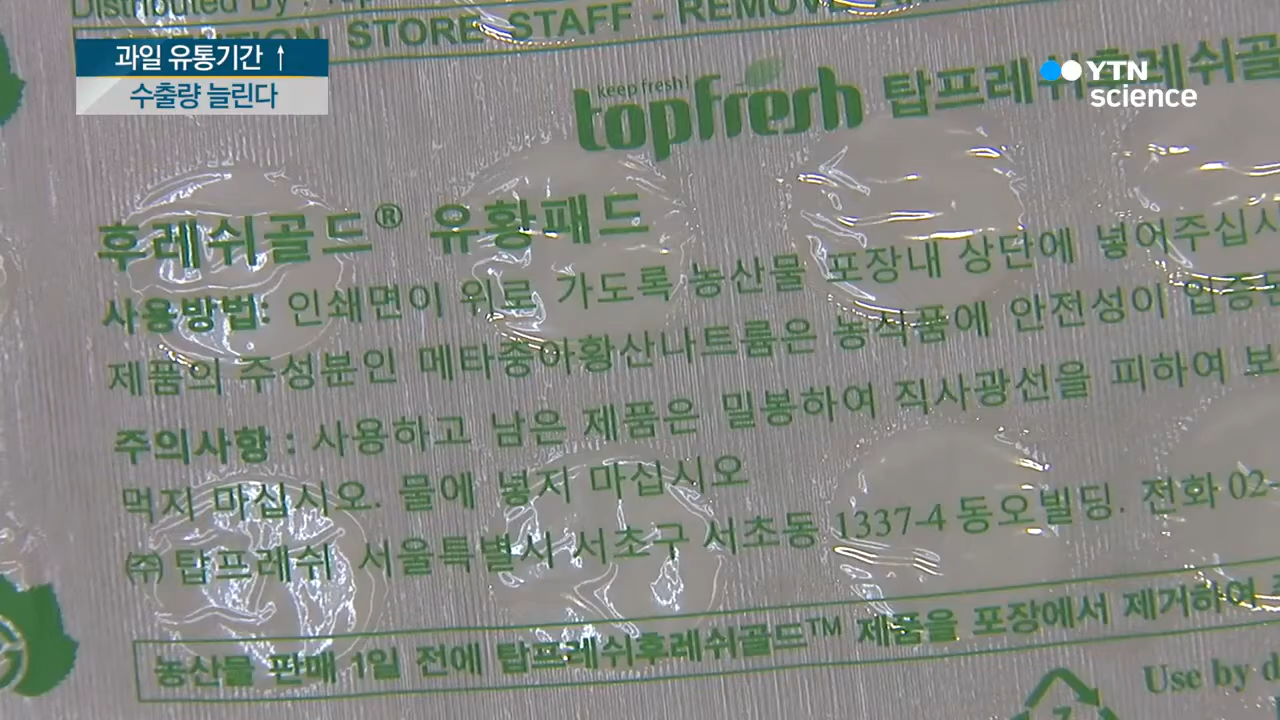 Distributed By : Top
STORE STAFF - REMOVE
과일 유통기간 ↑
수출량 늘린다
YTN
science
keep fresh!
topfresh 탑프레쉬후레쉬골
후레쉬골드® 유황패드
사용방법: 인쇄면이 위로 가도록 농산물 포장내 상단에 넣어주십시
제품의 주성분인 메타중아황산나트륨은 농식품에 안전성이 입증된
주의사항 : 사용하고 남은 제품은 밀봉하여 직사광선을 피하여 보
먹지 마십시오. 물에 넣지 마십시오
㈜ 탑프레쉬 서울특별시 서초구 서초동 1337-4 동오빌딩. 전화 02-
농산물 판매 1일 전에 탑프레쉬후레쉬골드™ 제품을 포장에서 제거하여
Use by d
7